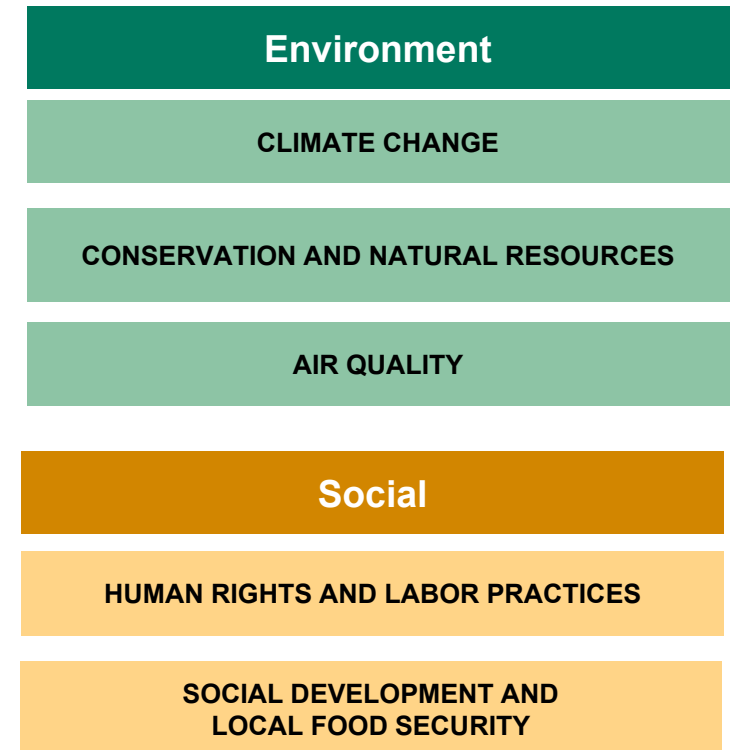 Environment
CLIMATE CHANGE
CONSERVATION AND NATURAL RESOURCES
AIR QUALITY
Social
HUMAN RIGHTS AND LABOR PRACTICES
SOCIAL DEVELOPMENT AND
LOCAL FOOD SECURITY